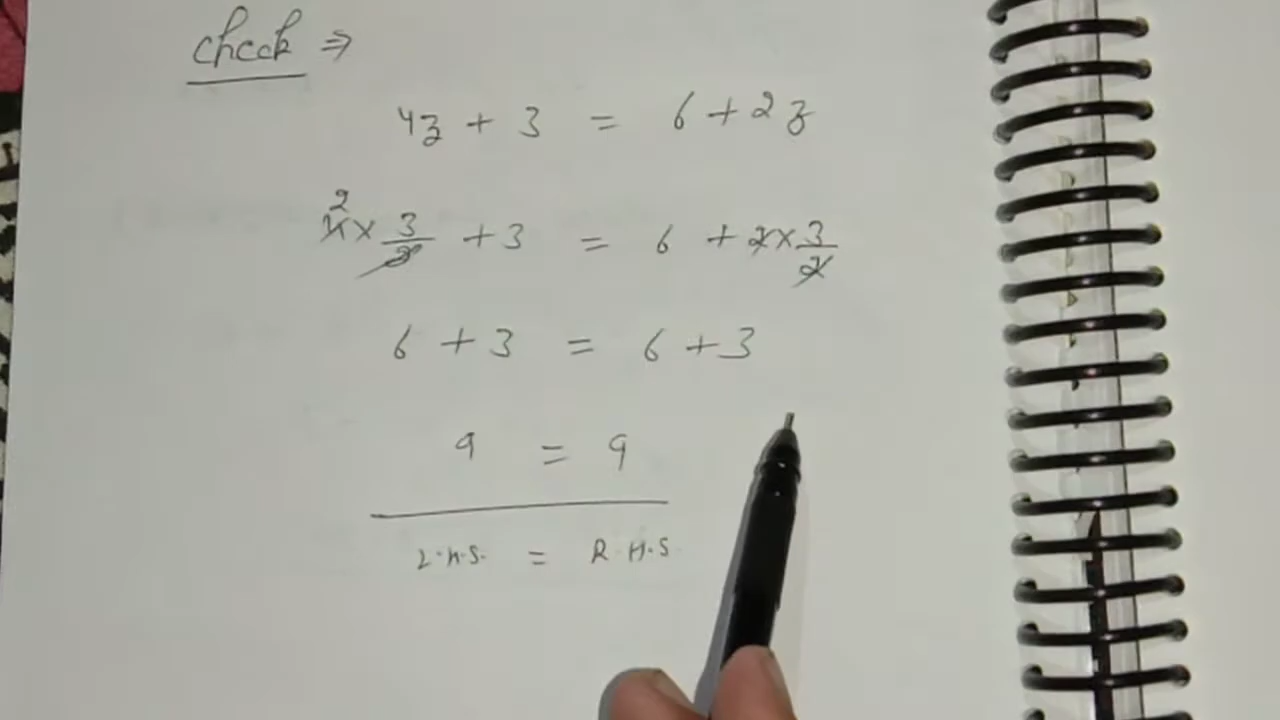 Check ⇒
4z + 3 = 6 + 2z
2
4 × 3/2 + 3 = 6 + 2 × 3/2
6 + 3 = 6 + 3
9 = 9
L.H.S. = R.H.S